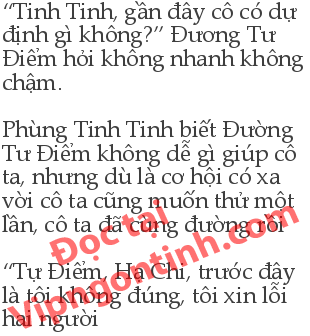 “Tinh Tinh, gần đây cô có dự
định gì không?” Đương Tư
Điểm hỏi không nhanh không
chậm.
Phùng Tinh Tinh biết Đường
Tư Điểm không dễ gì giúp cô
ta, nhưng dù là cơ hội có xa
vời cô ta cũng muốn thử một
lần, cô ta đã cùng đường rồi
“Tự Điểm, Hạ Chi, trước đây
là tôi không đúng, tôi xin lỗi
hai người
Đọc tại
Vipngontinh.com